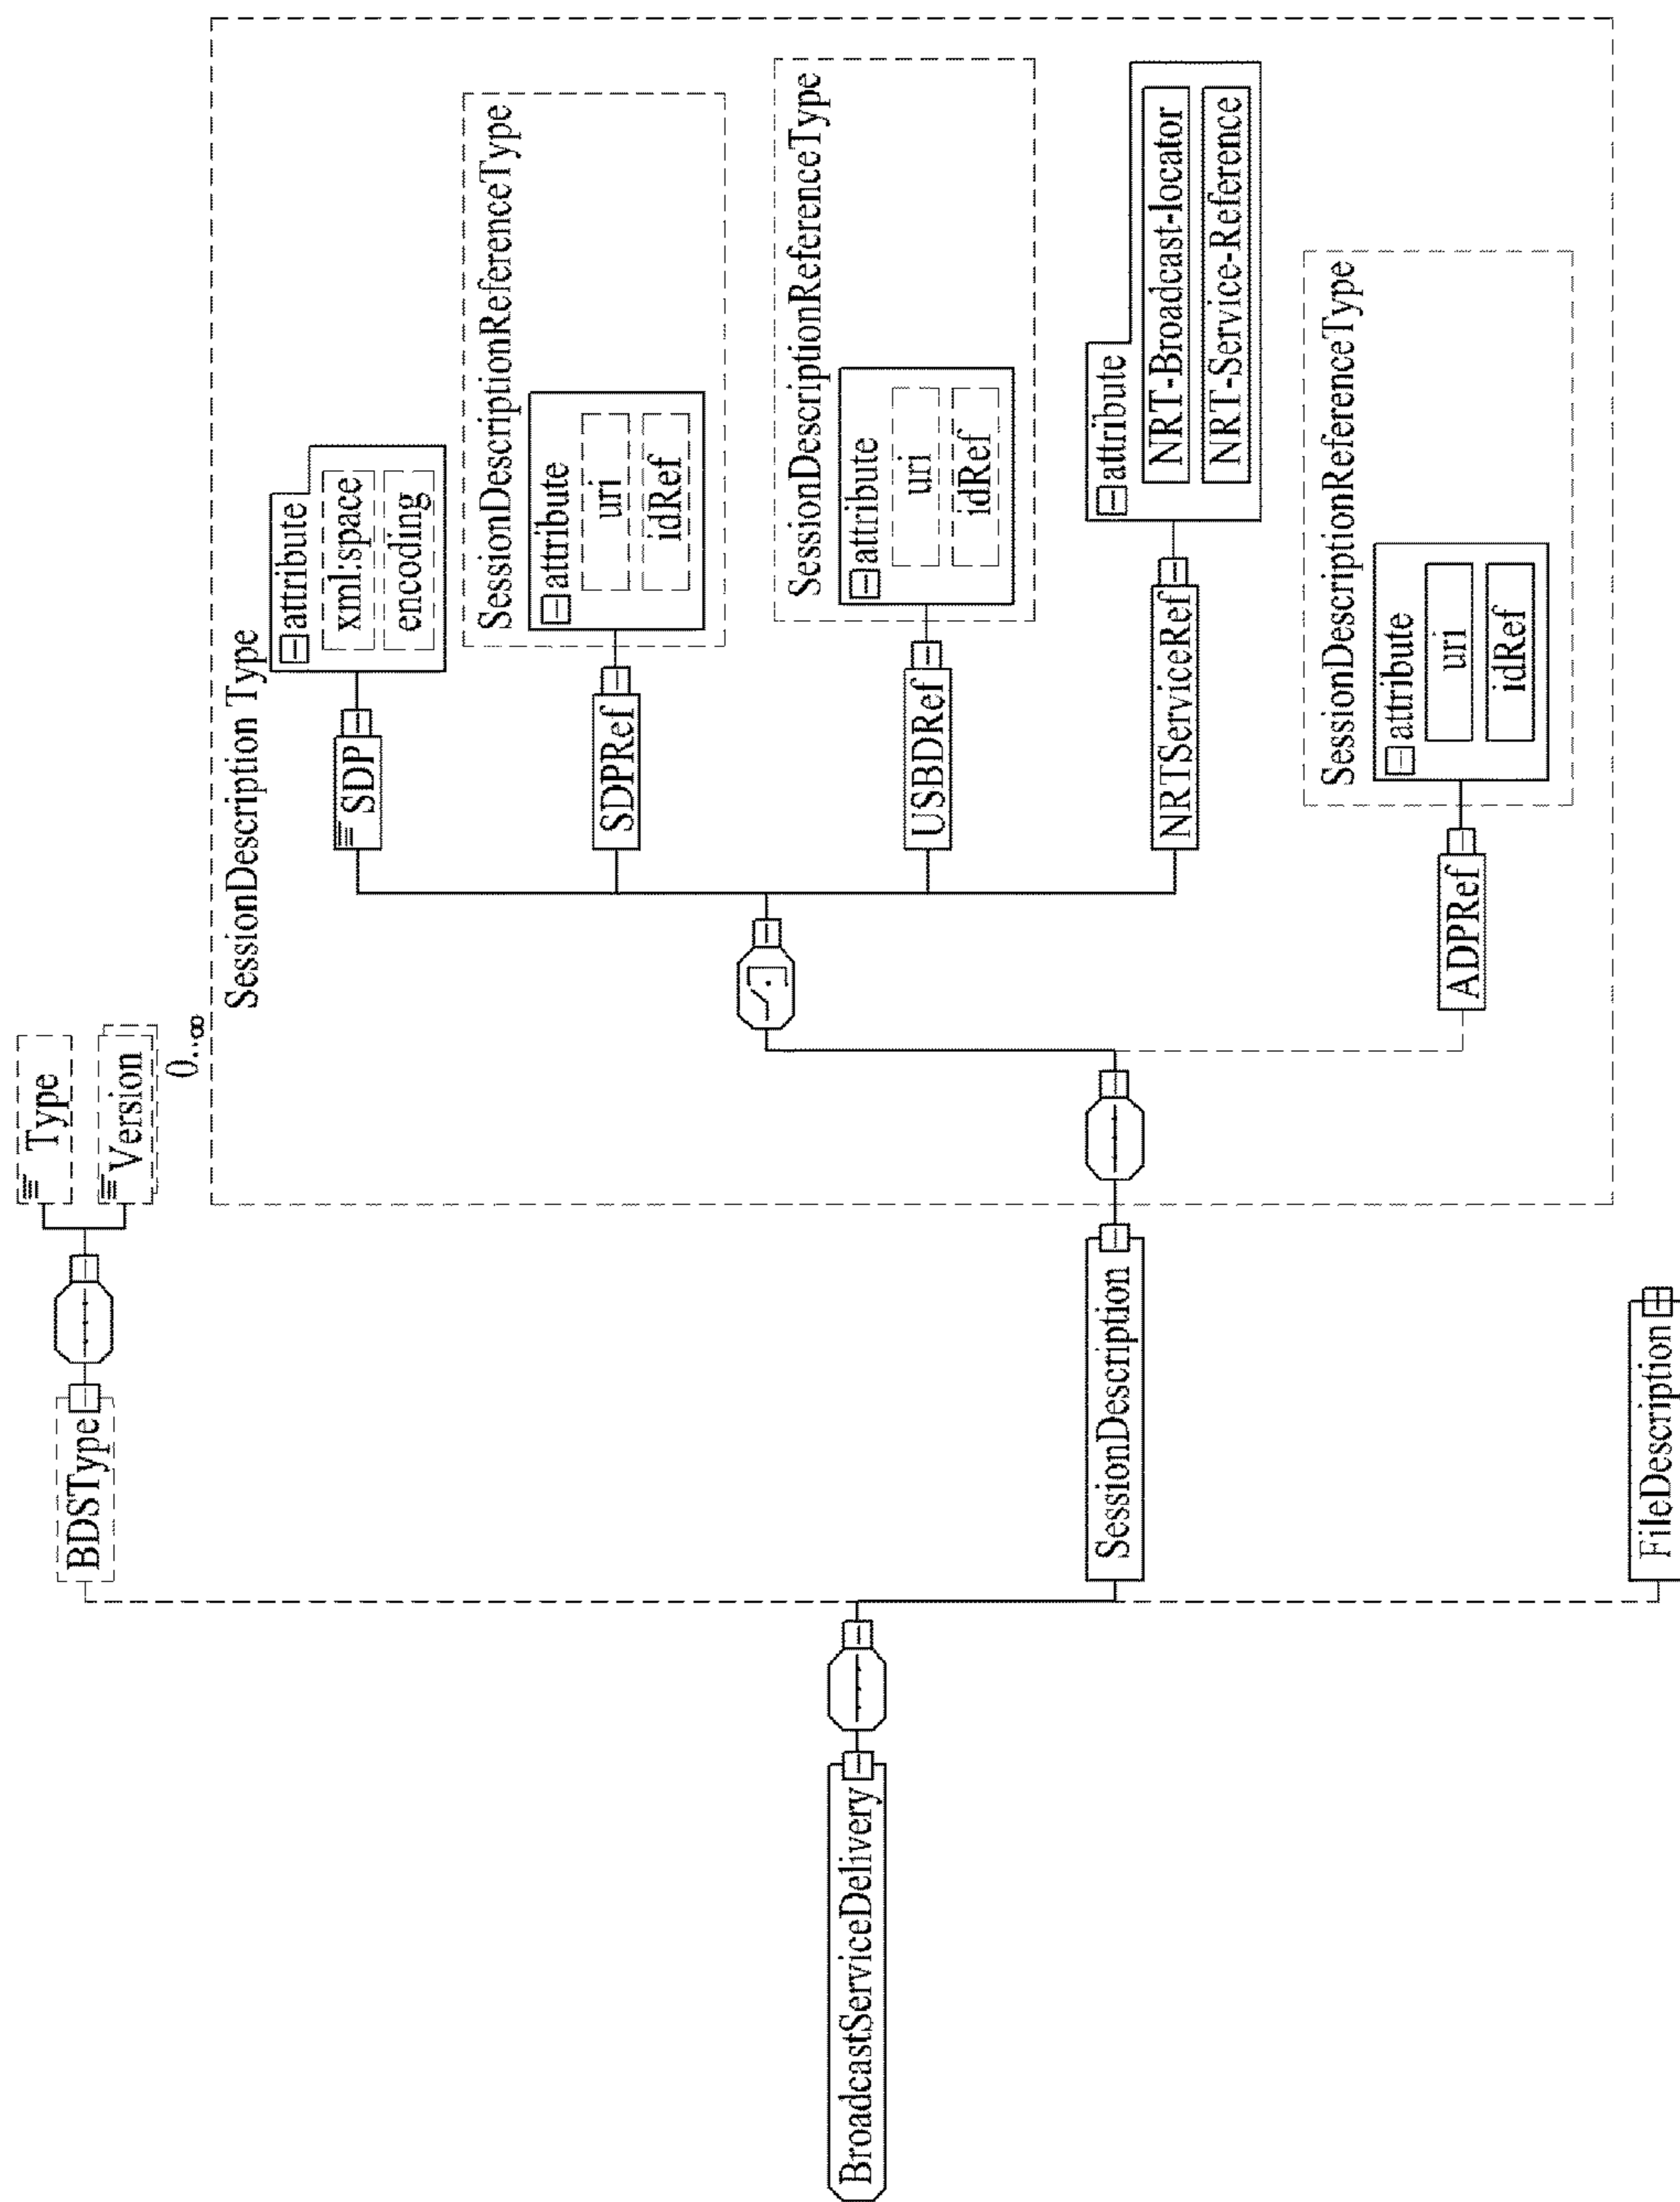 BroadcastServiceDelivery
BDSType
Type
Version
0..∞
SessionDescription
SessionDescription Type
SDP
attribute
xml:space
encoding
SDPRef
SessionDescriptionReferenceType
attribute
uri
idRef
USBDRef
SessionDescriptionReferenceType
attribute
uri
idRef
NRTServiceRef
attribute
NRT-Broadcast-locator
NRT-Service-Reference
ADPRef
SessionDescriptionReferenceType
attribute
uri
idRef
FileDescription